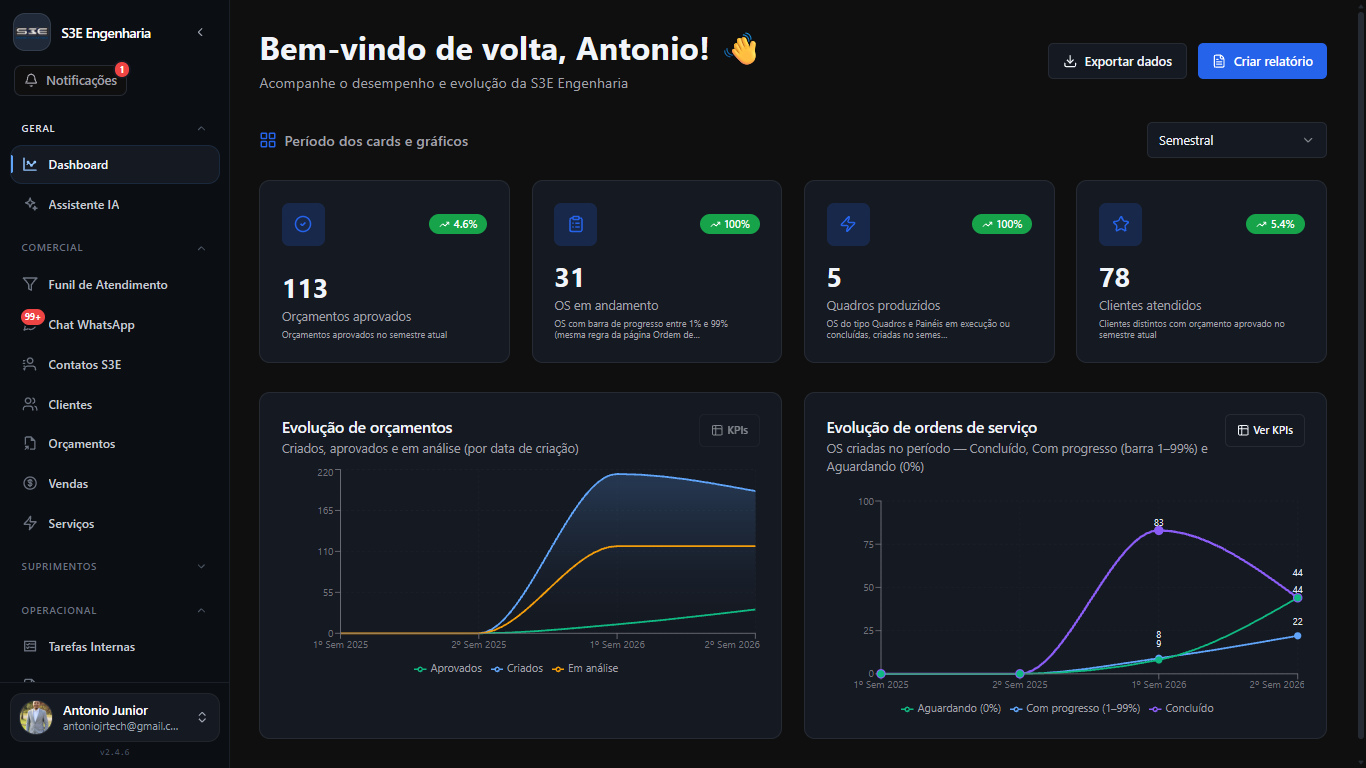 S3E
S3E Engenharia
Notificações
1
GERAL
Dashboard
Assistente IA
COMERCIAL
Funil de Atendimento
99+
Chat WhatsApp
Contatos S3E
Clientes
Orçamentos
Vendas
Serviços
SUPRIMENTOS
OPERACIONAL
Tarefas Internas
Antonio Junior
antoniojrtech@gmail.c...
v2.4.6
Bem-vindo de volta, Antonio! 👋
Acompanhe o desempenho e evolução da S3E Engenharia
Exportar dados
Criar relatório
Período dos cards e gráficos
Semestral
4.6%
113
Orçamentos aprovados
Orçamentos aprovados no semestre atual
100%
31
OS em andamento
OS com barra de progresso entre 1% e 99%
(mesma regra da página Ordem de...
100%
5
Quadros produzidos
OS do tipo Quadros e Painéis em execução ou
concluídas, criadas no semes...
5.4%
78
Clientes atendidos
Clientes distintos com orçamento aprovado no
semestre atual
Evolução de orçamentos
Criados, aprovados e em análise (por data de criação)
KPIs
220
165
110
55
0
1º Sem 2025
2º Sem 2025
1º Sem 2026
2º Sem 2026
Aprovados
Criados
Em análise
Evolução de ordens de serviço
OS criadas no período — Concluído, Com progresso (barra 1–99%) e
Aguardando (0%)
Ver KPIs
100
75
50
25
0
83
8
9
44
44
22
1º Sem 2025
2º Sem 2025
1º Sem 2026
2º Sem 2026
Aguardando (0%)
Com progresso (1–99%)
Concluído